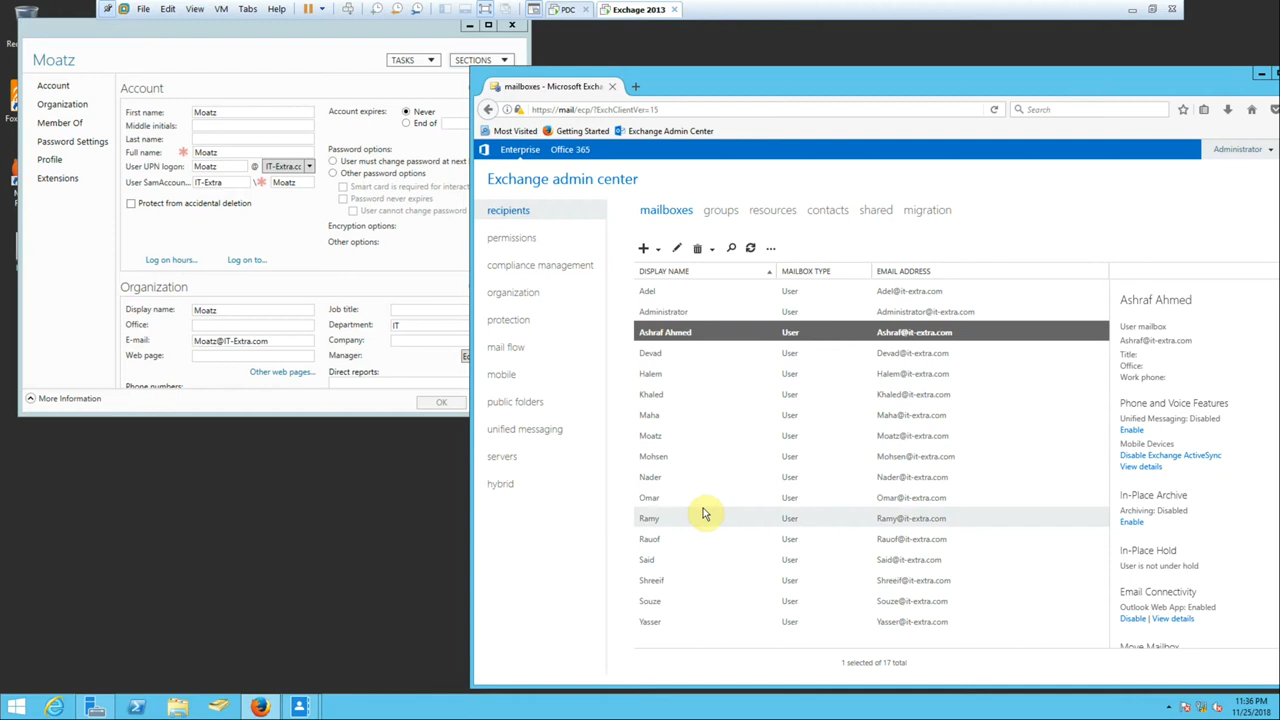 File Edit View VM Tabs Help PDC Exchage 2013
Moatz
TASKS SECTIONS
Account
Organization
Member Of
Password Settings
Profile
Extensions
Account
First name: Moatz
Middle initials:
Last name:
Full name: * Moatz
User UPN logon: Moatz @ IT-Extra.cc
User SamAccoun... IT-Extra \* Moatz
Protect from accidental deletion
Log on hours... Log on to...
Account expires: Never
End of
Password options:
User must change password at next
Other password options
Smart card is required for interact
Password never expires
User cannot change password
Encryption options:
Other options:
Organization
Display name: Moatz
Office:
E-mail: Moatz@IT-Extra.com
Web page:
Other web pages...
Phone numbers:
Job title:
Department: IT
Company:
Manager:
Direct reports:
More Information
OK
mailboxes - Microsoft Excha
https://mail/ecp/?ExchClientVer=15
Search
Most Visited Getting Started Exchange Admin Center
Enterprise Office 365 Administrator
Exchange admin center
recipients
permissions
compliance management
organization
protection
mail flow
mobile
public folders
unified messaging
servers
hybrid
mailboxes groups resources contacts shared migration
DISPLAY NAME MAILBOX TYPE EMAIL ADDRESS
Adel User Adel@it-extra.com
Administrator User Administrator@it-extra.com
Ashraf Ahmed User Ashraf@it-extra.com
Devad User Devad@it-extra.com
Halem User Halem@it-extra.com
Khaled User Khaled@it-extra.com
Maha User Maha@it-extra.com
Moatz User Moatz@it-extra.com
Mohsen User Mohsen@it-extra.com
Nader User Nader@it-extra.com
Omar User Omar@it-extra.com
Ramy User Ramy@it-extra.com
Rauof User Rauof@it-extra.com
Said User Said@it-extra.com
Shreeif User Shreeif@it-extra.com
Souze User Souze@it-extra.com
Yasser User Yasser@it-extra.com
1 selected of 17 total
Ashraf Ahmed
User mailbox
Ashraf@it-extra.com
Title:
Office:
Work phone:
Phone and Voice Features
Unified Messaging: Disabled
Enable
Mobile Devices
Disable Exchange ActiveSync
View details
In-Place Archive
Archiving: Disabled
Enable
In-Place Hold
User is not under hold
Email Connectivity
Outlook Web App: Enabled
Disable | View details
Move Mailbox
11:36 PM
11/25/2018